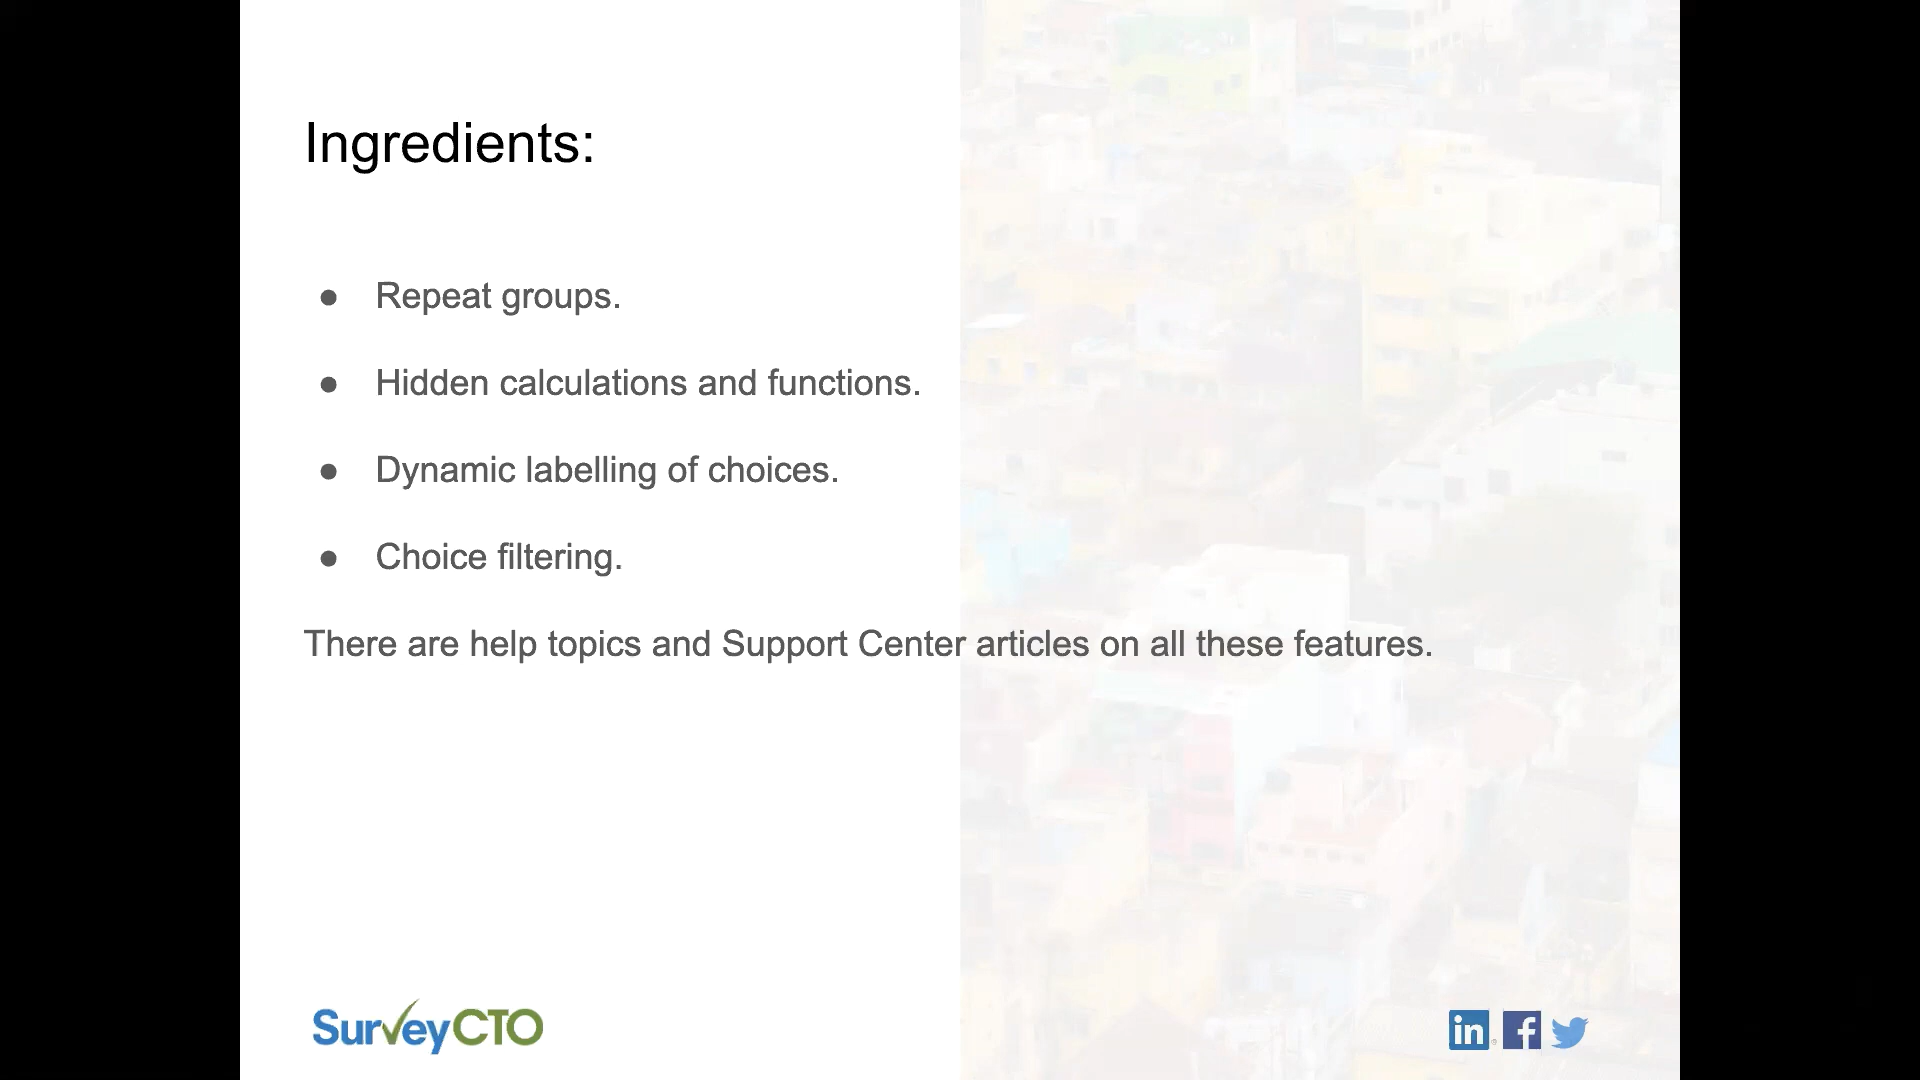 Ingredients:
● Repeat groups.
● Hidden calculations and functions.
● Dynamic labelling of choices.
● Choice filtering.
There are help topics and Support Center articles on all these features.
SurveyCTO
in f